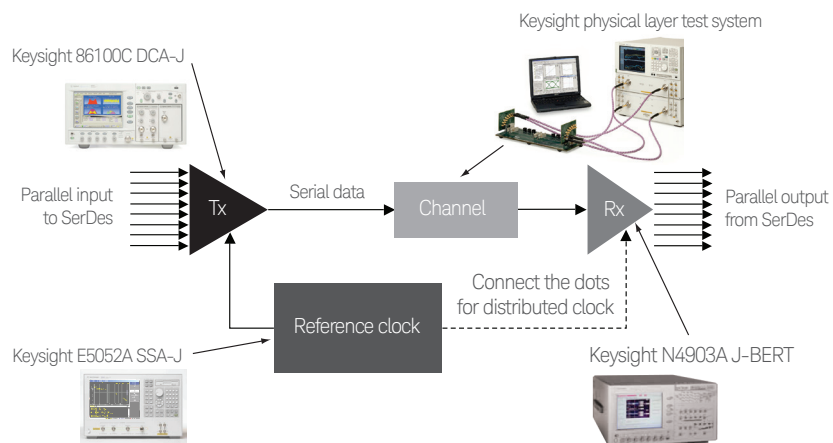 Keysight physical layer test system
Keysight 86100C DCA-J
Parallel input
to SerDes
Tx
Serial data
Channel
Rx
Parallel output
from SerDes
Connect the dots
for distributed clock
Reference clock
Keysight E5052A SSA-J
Keysight N4903A J-BERT